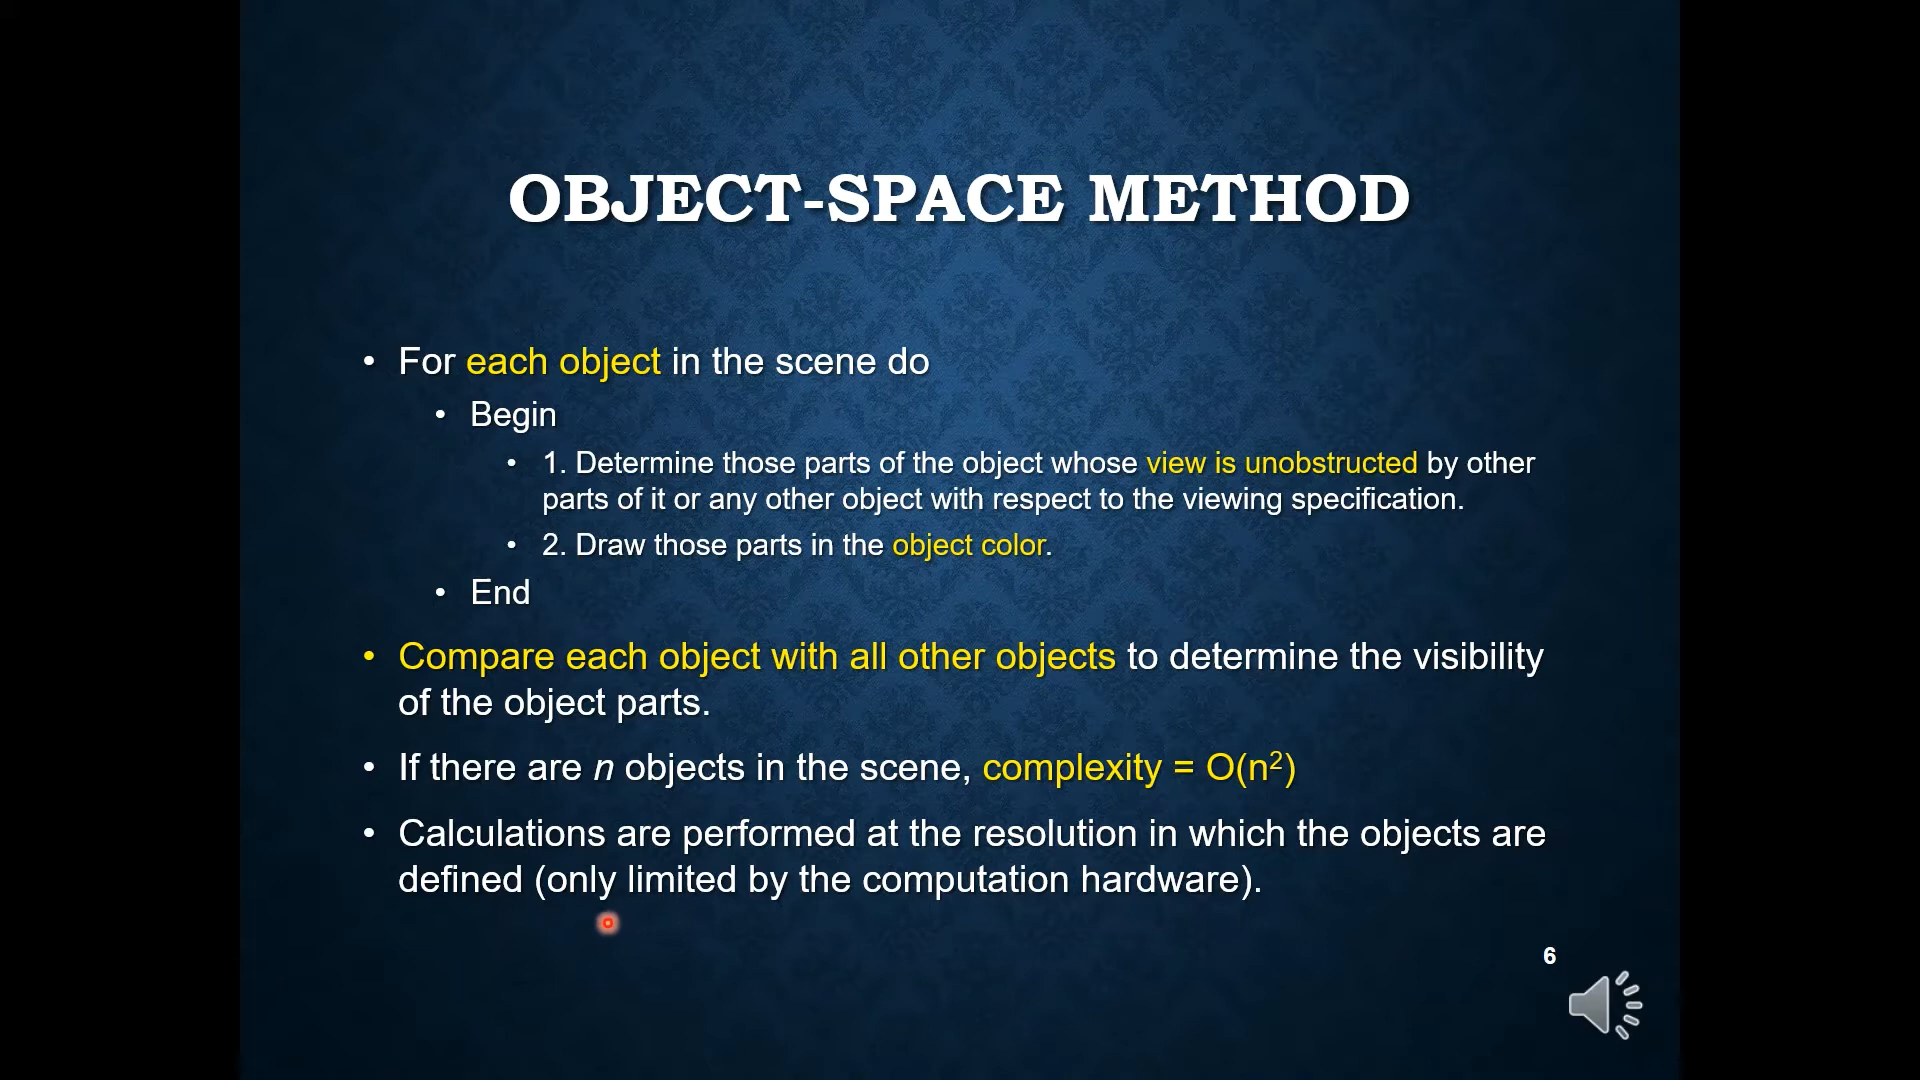 OBJECT-SPACE METHOD
• For each object in the scene do
• Begin
• 1. Determine those parts of the object whose view is unobstructed by other
parts of it or any other object with respect to the viewing specification.
• 2. Draw those parts in the object color.
• End
• Compare each object with all other objects to determine the visibility
of the object parts.
• If there are n objects in the scene, complexity = O(n²)
• Calculations are performed at the resolution in which the objects are
defined (only limited by the computation hardware).
6